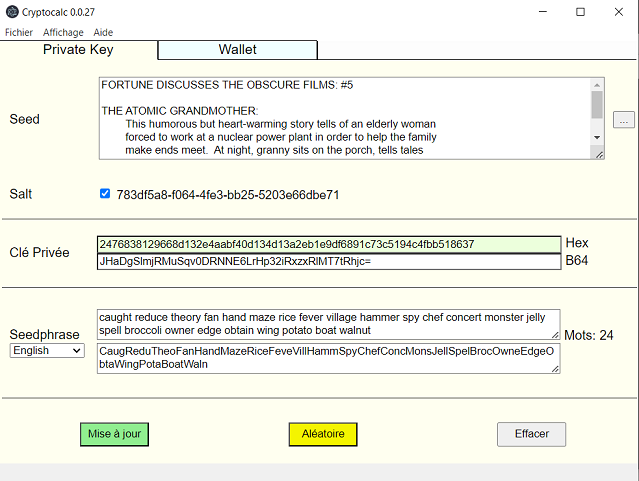 Cryptocalc 0.0.27
Fichier Affichage Aide
Private Key Wallet
FORTUNE DISCUSSES THE OBSCURE FILMS: #5
THE ATOMIC GRANDMOTHER:
This humorous but heart-warming story tells of an elderly woman
forced to work at a nuclear power plant in order to help the family
make ends meet. At night, granny sits on the porch, tells tales
Seed
...
Salt 783df5a8-f064-4fe3-bb25-5203e66dbe71
Clé Privée
2476838129668d132e4aabf40d134d13a2eb1e9df6891c73c5194c4fbb518637 Hex
JHaDgSlmjRMuSqv0DRNNE6LrHp32iRxzxRlMT7tRhjc= B64
caught reduce theory fan hand maze rice fever village hammer spy chef concert monster jelly
spell broccoli owner edge obtain wing potato boat walnut
Seedphrase
Mots: 24
English
CaugReduTheoFanHandMazeRiceFeveVillHammSpyChefConcMonsJellSpelBrocOwneEdgeO
btaWingPotaBoatWaln
Mise à jour Aléatoire Effacer